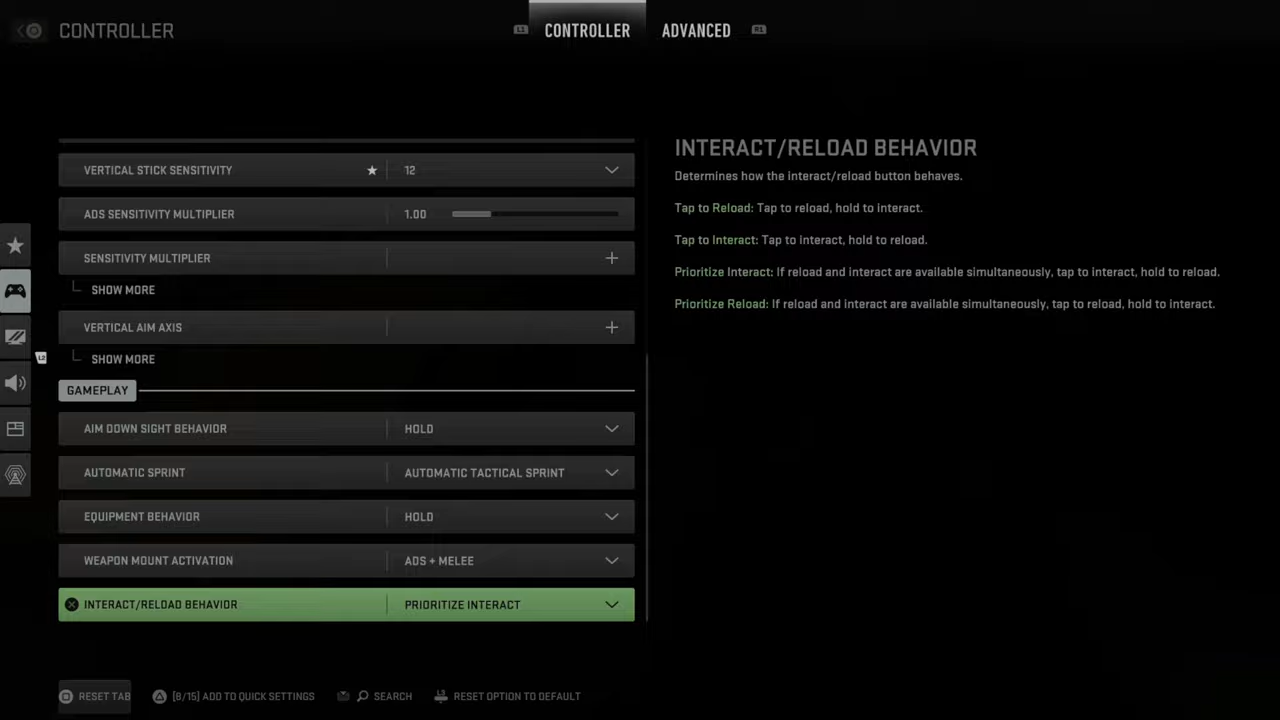 CONTROLLER
L1 CONTROLLER ADVANCED R1
VERTICAL STICK SENSITIVITY 12
ADS SENSITIVITY MULTIPLIER 1.00
SENSITIVITY MULTIPLIER
SHOW MORE
VERTICAL AIM AXIS
L2
SHOW MORE
GAMEPLAY
AIM DOWN SIGHT BEHAVIOR HOLD
AUTOMATIC SPRINT AUTOMATIC TACTICAL SPRINT
EQUIPMENT BEHAVIOR HOLD
WEAPON MOUNT ACTIVATION ADS + MELEE
INTERACT/RELOAD BEHAVIOR PRIORITIZE INTERACT
INTERACT/RELOAD BEHAVIOR
Determines how the interact/reload button behaves.
Tap to Reload: Tap to reload, hold to interact.
Tap to Interact: Tap to interact, hold to reload.
Prioritize Interact: If reload and interact are available simultaneously, tap to interact, hold to reload.
Prioritize Reload: If reload and interact are available simultaneously, tap to reload, hold to interact.
RESET TAB [8/15] ADD TO QUICK SETTINGS SEARCH RESET OPTION TO DEFAULT